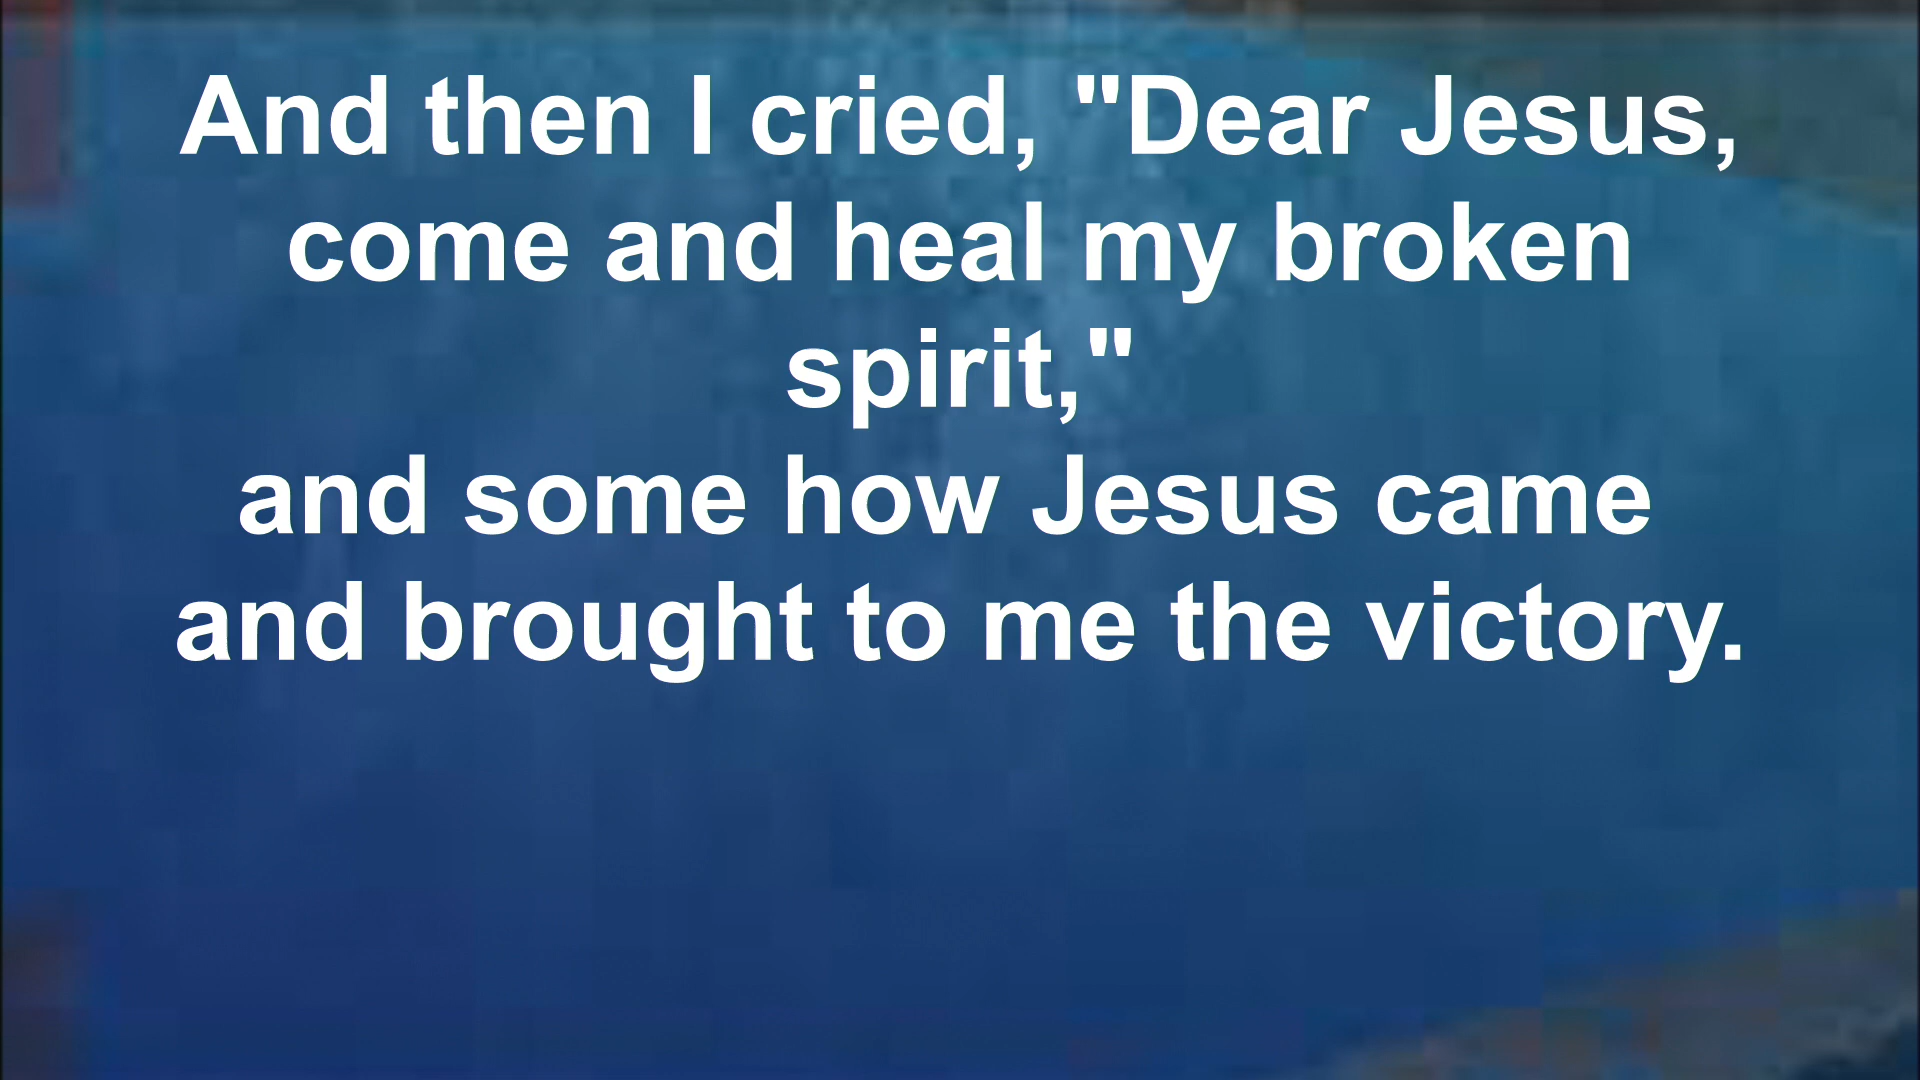 And then I cried, "Dear Jesus,
come and heal my broken
spirit,"
and some how Jesus came
and brought to me the victory.